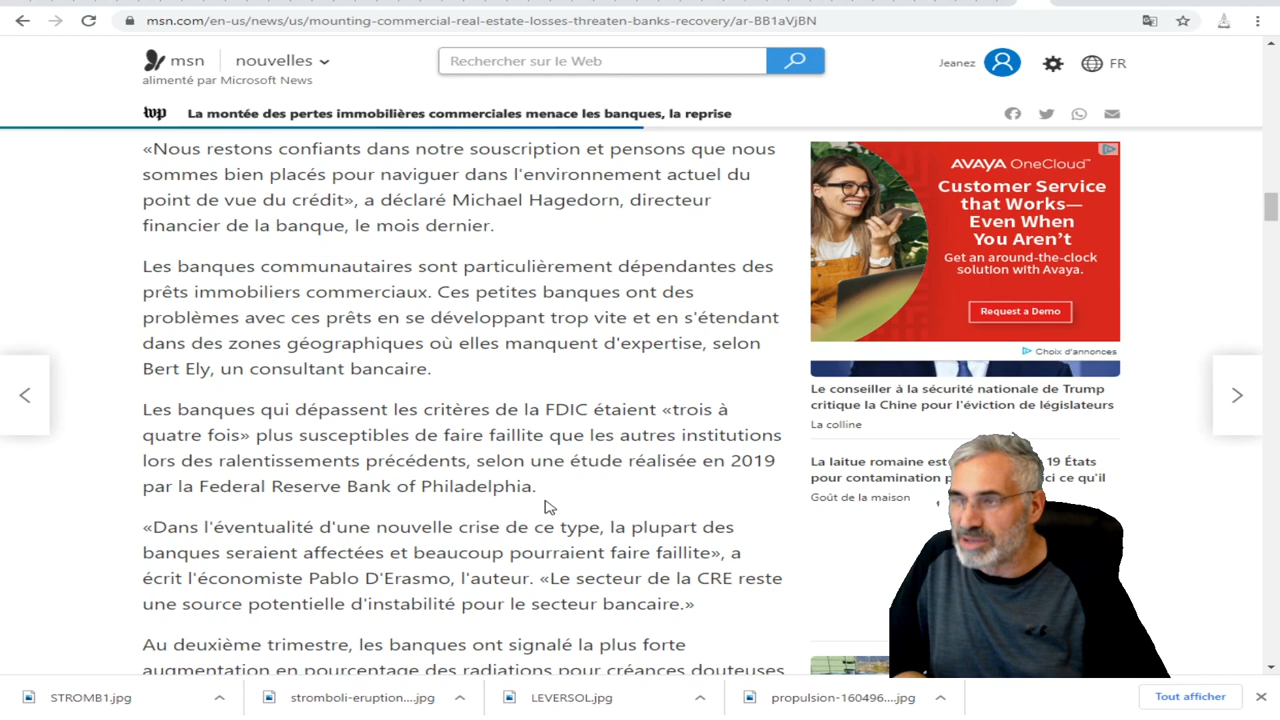 msn.com/en-us/news/us/mounting-commercial-real-estate-losses-threaten-banks-recovery/ar-BB1aVjBN
msn nouvelles
alimenté par Microsoft News
Rechercher sur le Web
Jeanez
FR
wp La montée des pertes immobilières commerciales menace les banques, la reprise
«Nous restons confiants dans notre souscription et pensons que nous
sommes bien placés pour naviguer dans l'environnement actuel du
point de vue du crédit», a déclaré Michael Hagedorn, directeur
financier de la banque, le mois dernier.
Les banques communautaires sont particulièrement dépendantes des
prêts immobiliers commerciaux. Ces petites banques ont des
problèmes avec ces prêts en se développant trop vite et en s'étendant
dans des zones géographiques où elles manquent d'expertise, selon
Bert Ely, un consultant bancaire.
Les banques qui dépassent les critères de la FDIC étaient «trois à
quatre fois» plus susceptibles de faire faillite que les autres institutions
lors des ralentissements précédents, selon une étude réalisée en 2019
par la Federal Reserve Bank of Philadelphia.
«Dans l'éventualité d'une nouvelle crise de ce type, la plupart des
banques seraient affectées et beaucoup pourraient faire faillite», a
écrit l'économiste Pablo D'Erasmo, l'auteur. «Le secteur de la CRE reste
une source potentielle d'instabilité pour le secteur bancaire.»
Au deuxième trimestre, les banques ont signalé la plus forte
augmentation en pourcentage des radiations pour créances douteuses
AVAYA OneCloud™
Customer Service
that Works—
Even When
You Aren't
Get an around-the-clock
solution with Avaya.
Request a Demo
Choix d'annonces
Le conseiller à la sécurité nationale de Trump
critique la Chine pour l'éviction de législateurs
La colline
La laitue romaine est 19 États
pour contamination ici ce qu'il
Goût de la maison
STROMB1.jpg
stromboli-eruption....jpg
LEVERSOL.jpg
propulsion-160496....jpg
Tout afficher